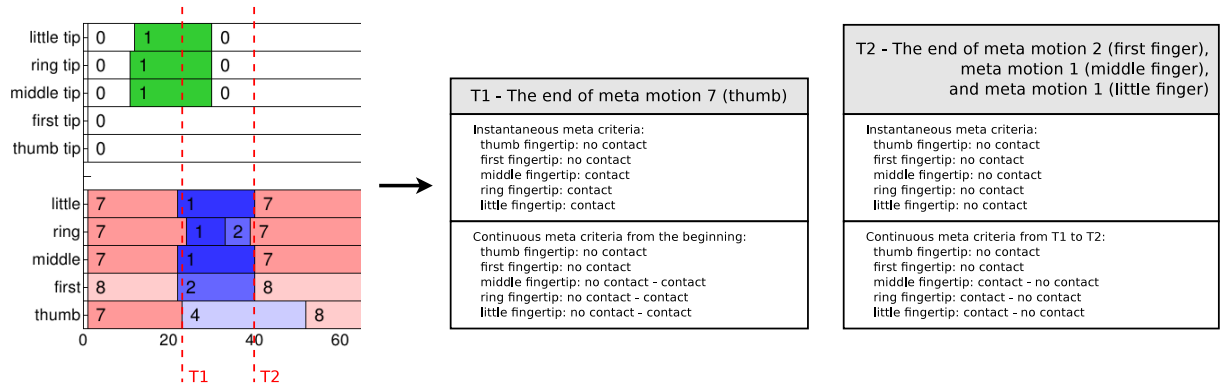 little tip 0 1 0
ring tip 0 1 0
middle tip 0 1 0
first tip 0
thumb tip 0
little 7 1 7
ring 7 1 2 7
middle 7 1 7
first 8 2 8
thumb 7 4 8
0 20 40 60
T1 T2
T1 - The end of meta motion 7 (thumb)
Instantaneous meta criteria:
thumb fingertip: no contact
first fingertip: no contact
middle fingertip: contact
ring fingertip: contact
little fingertip: contact
Continuous meta criteria from the beginning:
thumb fingertip: no contact
first fingertip: no contact
middle fingertip: no contact - contact
ring fingertip: no contact - contact
little fingertip: no contact - contact
T2 - The end of meta motion 2 (first finger),
meta motion 1 (middle finger),
and meta motion 1 (little finger)
Instantaneous meta criteria:
thumb fingertip: no contact
first fingertip: no contact
middle fingertip: no contact
ring fingertip: no contact
little fingertip: no contact
Continuous meta criteria from T1 to T2:
thumb fingertip: no contact
first fingertip: no contact
middle fingertip: contact - no contact
ring fingertip: contact - no contact
little fingertip: contact - no contact